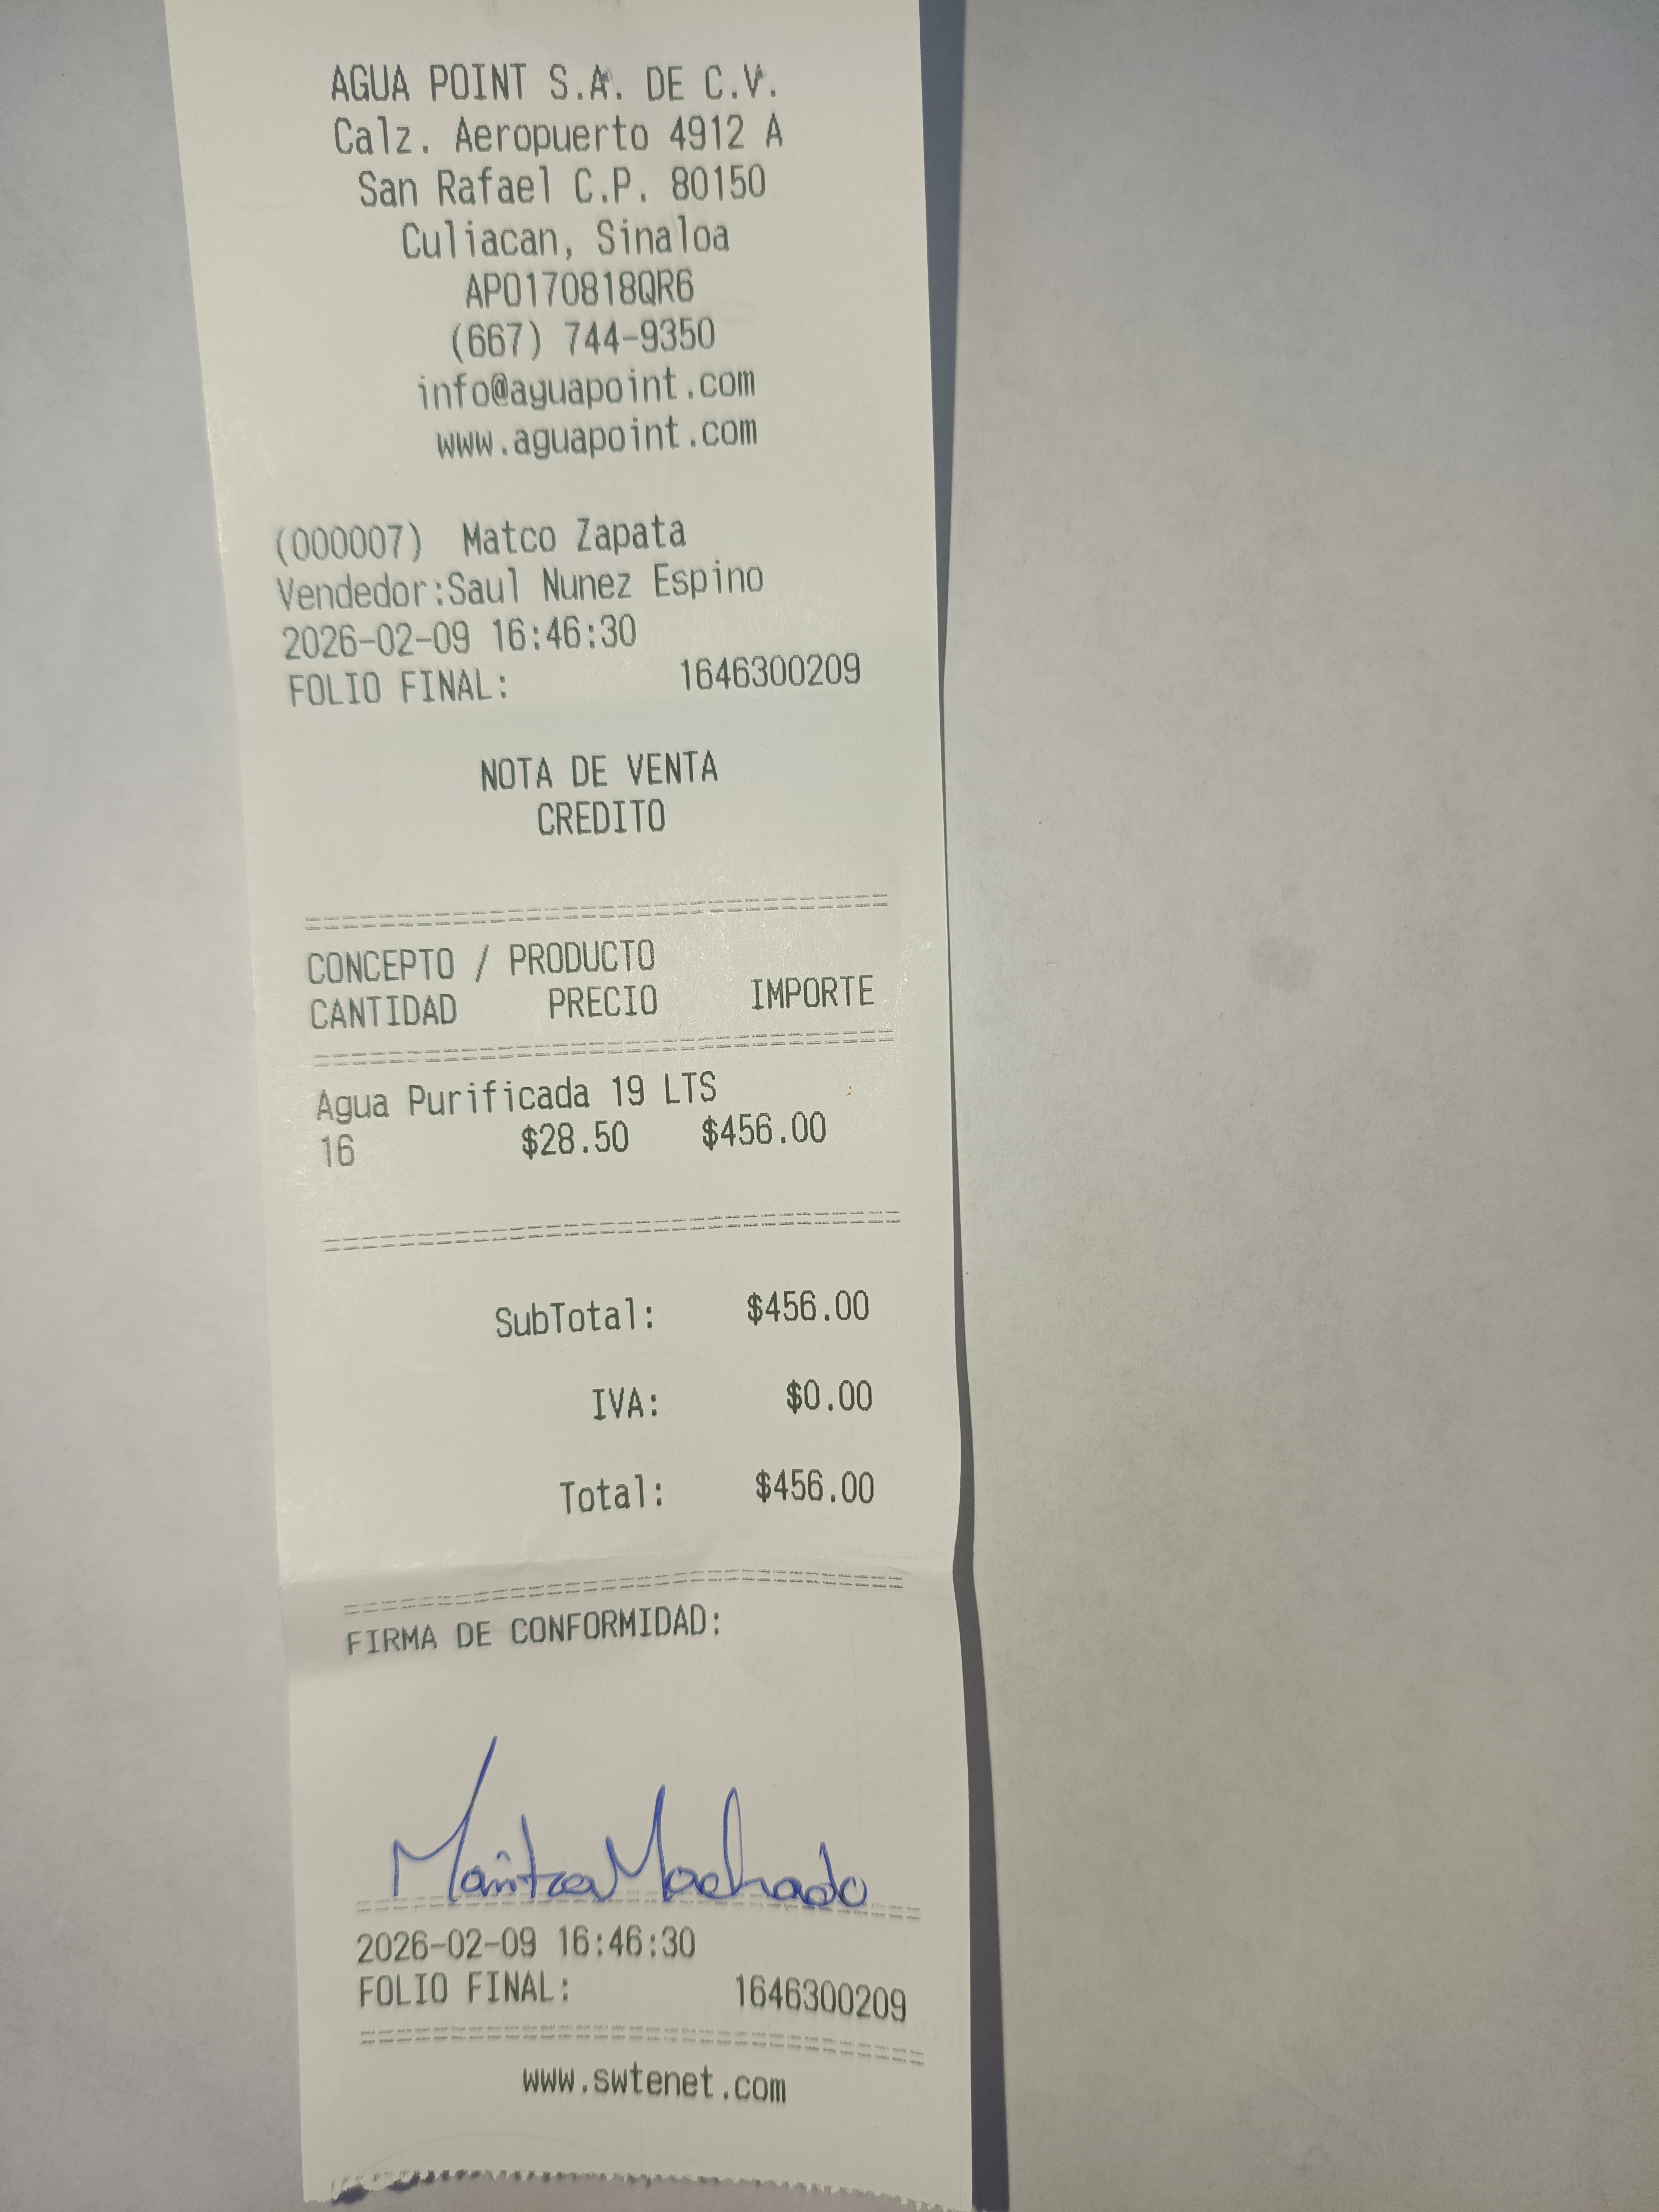 AGUA POINT S.A. DE C.V.
Calz. Aeropuerto 4912 A
San Rafael C.P. 80150
Culiacan, Sinaloa
APO170818QR6
(667) 744-9350
info@aguapoint.com
www.aguapoint.com
(000007) Matco Zapata
Vendedor:Saul Nunez Espino
2026-02-09 16:46:30
FOLIO FINAL: 1646300209
NOTA DE VENTA
CREDITO
CONCEPTO / PRODUCTO
CANTIDAD PRECIO IMPORTE
Agua Purificada 19 LTS
16 $28.50 $456.00
SubTotal: $456.00
IVA: $0.00
Total: $456.00
FIRMA DE CONFORMIDAD:
Maritza Machado
2026-02-09 16:46:30
FOLIO FINAL: 1646300209
www.swtenet.com